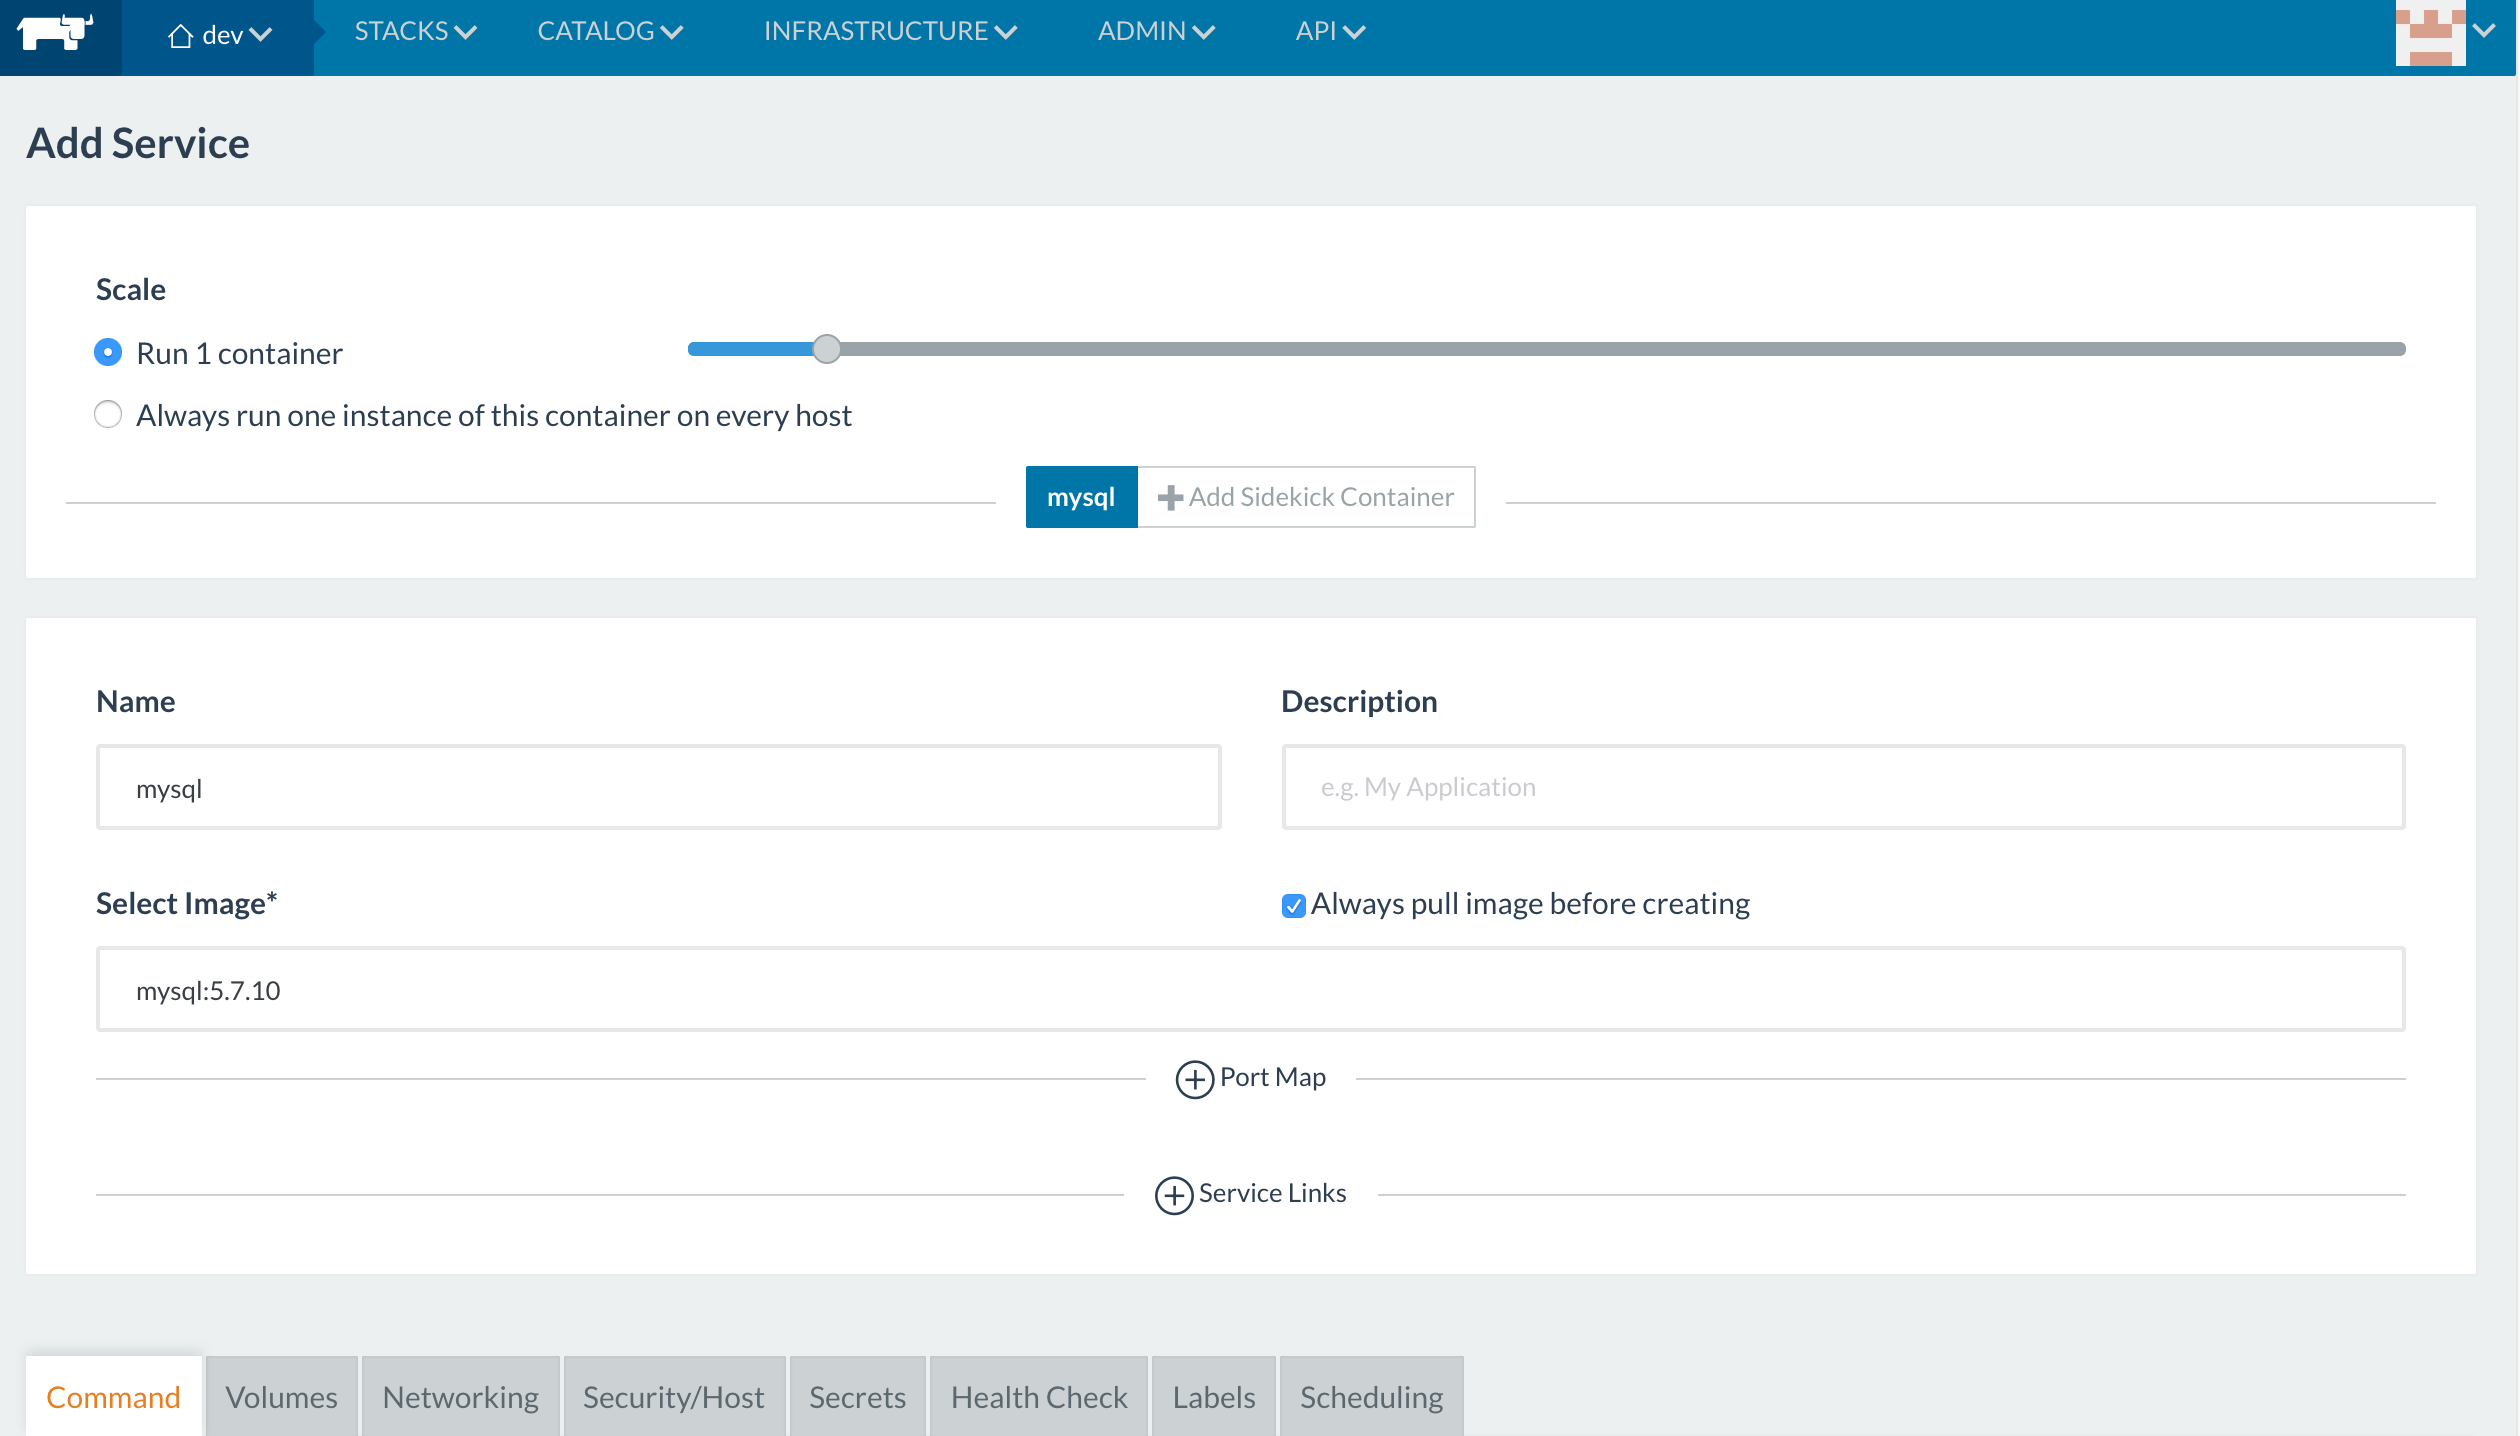 dev STACKS CATALOG INFRASTRUCTURE ADMIN API
Add Service
Scale
Run 1 container
Always run one instance of this container on every host
mysql Add Sidekick Container
Name Description
mysql e.g. My Application
Select Image* Always pull image before creating
mysql:5.7.10
Port Map
Service Links
Command Volumes Networking Security/Host Secrets Health Check Labels Scheduling